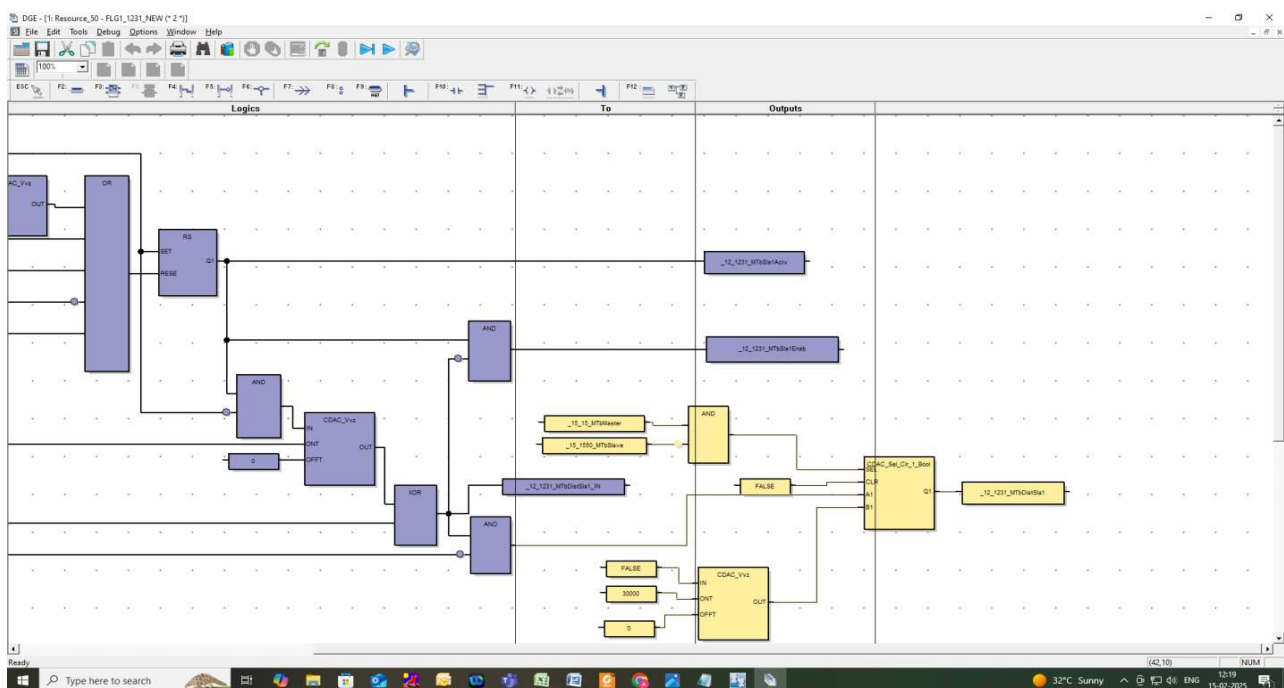 DGE - [1: Resource_50 - FLG1_1231_NEW (* 2 *)]
File Edit Tools Debug Options Window Help
100%
ESC F2: F3: F4: F5: F6: F7: F8: F9: F10: F11: F12:
Logics To Outputs
AC_Vvz
OUT
OR
RS
SET
Q1
RESE
_12_1231_MTbSla1Actv
AND
_12_1231_MTbSla1Enab
AND
CDAC_Vvz
IN
ONT
OUT
OFFT
0
_15_15_MTbMaster
AND
_15_1550_MTbSlave
CDAC_Sel_Clr_1_Bool
SEL
CLR
A1
B1
Q1
FALSE
_12_1231_MTbDistSla1
XOR
_12_1231_MTbDistSla1_IN
AND
FALSE
30000
0
CDAC_Vvz
IN
ONT
OUT
OFFT
Ready
(42,10) NUM
Type here to search
32°C Sunny
ENG
12:19
15-02-2025